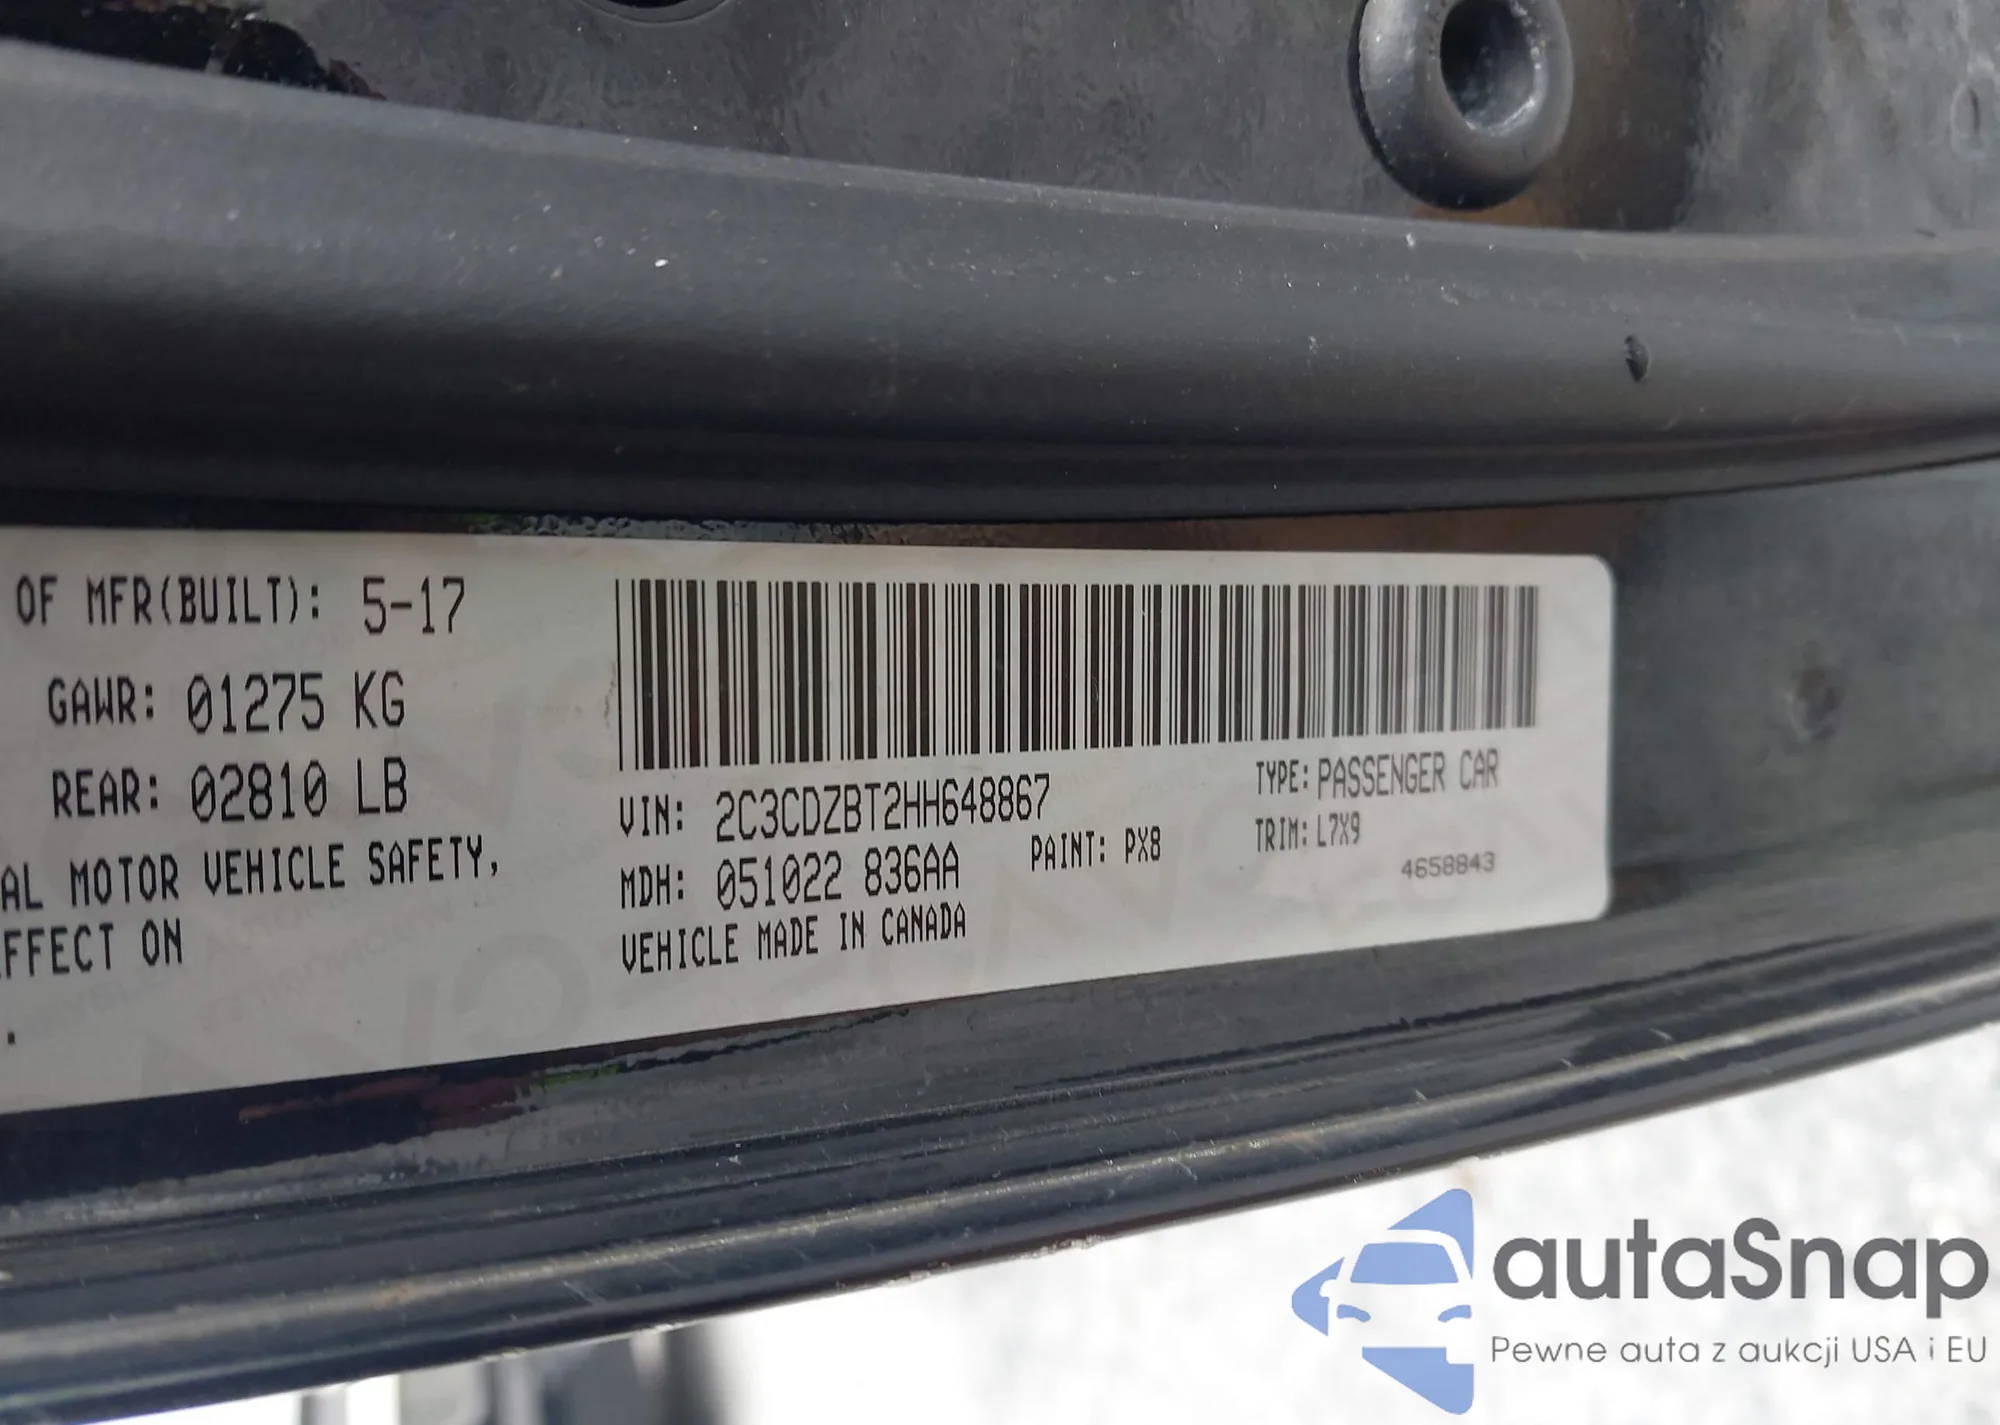 OF MFR(BUILT): 5-17
GAWR: 01275 KG
REAR: 02810 LB
AL MOTOR VEHICLE SAFETY,
EFFECT ON
.
VIN: 2C3CDZBT2HH648867
TYPE: PASSENGER CAR
MDH: 051022 836AA
PAINT: PX8
TRIM: L7X9
4658843
VEHICLE MADE IN CANADA
autaSnap
Pewne auta z aukcji USA i EU